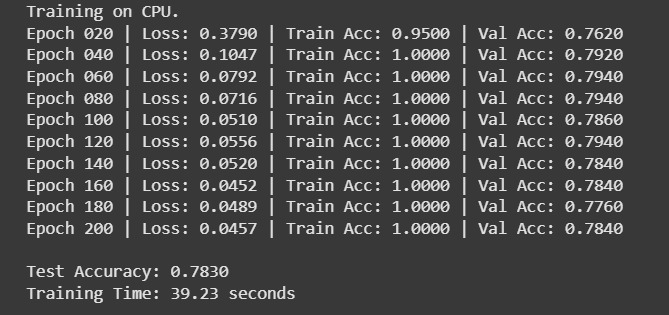 Training on CPU.
Epoch 020 | Loss: 0.3790 | Train Acc: 0.9500 | Val Acc: 0.7620
Epoch 040 | Loss: 0.1047 | Train Acc: 1.0000 | Val Acc: 0.7920
Epoch 060 | Loss: 0.0792 | Train Acc: 1.0000 | Val Acc: 0.7940
Epoch 080 | Loss: 0.0716 | Train Acc: 1.0000 | Val Acc: 0.7940
Epoch 100 | Loss: 0.0510 | Train Acc: 1.0000 | Val Acc: 0.7860
Epoch 120 | Loss: 0.0556 | Train Acc: 1.0000 | Val Acc: 0.7940
Epoch 140 | Loss: 0.0520 | Train Acc: 1.0000 | Val Acc: 0.7840
Epoch 160 | Loss: 0.0452 | Train Acc: 1.0000 | Val Acc: 0.7840
Epoch 180 | Loss: 0.0489 | Train Acc: 1.0000 | Val Acc: 0.7760
Epoch 200 | Loss: 0.0457 | Train Acc: 1.0000 | Val Acc: 0.7840
Test Accuracy: 0.7830
Training Time: 39.23 seconds